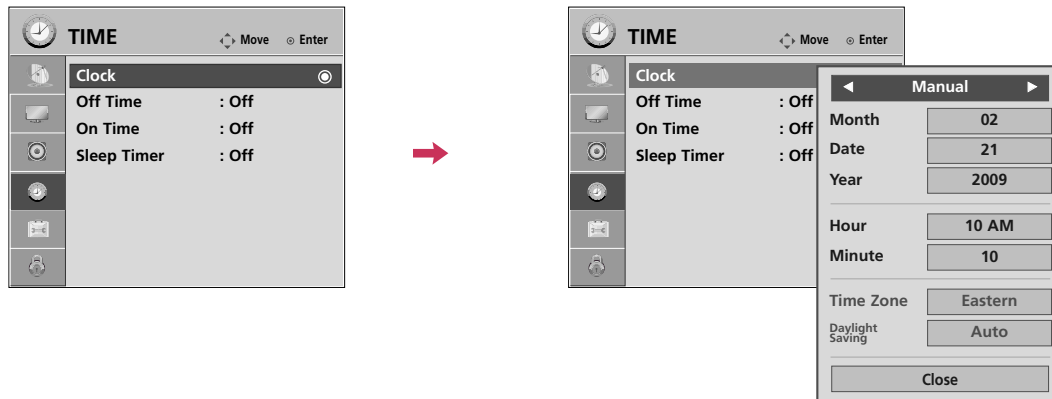 TIME Move Enter
Clock
Off Time : Off
On Time : Off
Sleep Timer : Off
TIME Move Enter
Clock
Off Time : Off
On Time : Off
Sleep Timer : Off
Manual
Month 02
Date 21
Year 2009
Hour 10 AM
Minute 10
Time Zone Eastern
Daylight
Saving Auto
Close